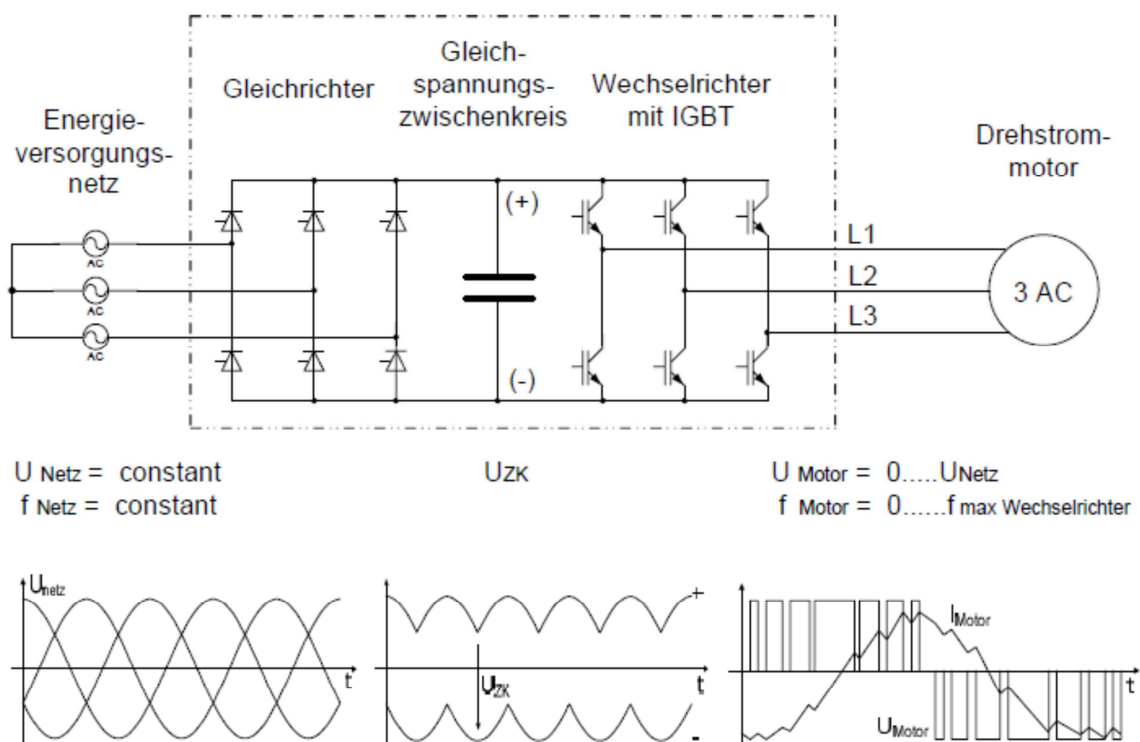 Energie-
versorgungs-
netz
Gleichrichter
Gleich-
spannungs-
zwischenkreis
Wechselrichter
mit IGBT
Drehstrom-
motor
AC
AC
AC
(+)
(-)
L1
L2
L3
3 AC
U Netz = constant
f Netz = constant
UZK
U Motor = 0.....UNetz
f Motor = 0......f max Wechselrichter
Unetz
t
+
UZK
t
-
IMotor
t
UMotor